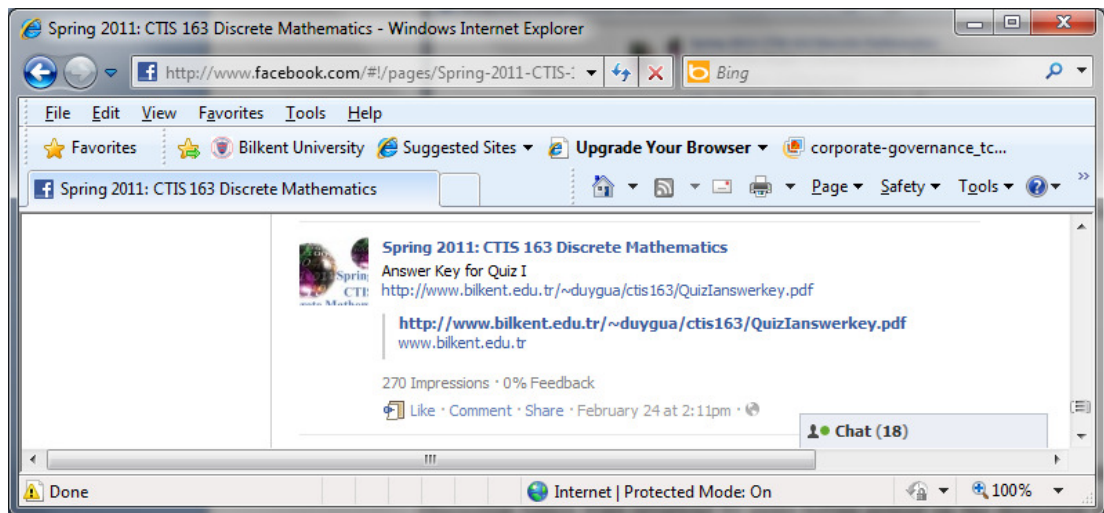 Spring 2011: CTIS 163 Discrete Mathematics - Windows Internet Explorer
http://www.facebook.com/#!/pages/Spring-2011-CTIS-: Bing
File Edit View Favorites Tools Help
Favorites Bilkent University Suggested Sites Upgrade Your Browser corporate-governance_tc...
Spring 2011: CTIS 163 Discrete Mathematics Page Safety Tools
Spring 2011: CTIS 163 Discrete Mathematics
Answer Key for Quiz I
http://www.bilkent.edu.tr/~duygua/ctis163/QuizIanswerkey.pdf
http://www.bilkent.edu.tr/~duygua/ctis163/QuizIanswerkey.pdf
www.bilkent.edu.tr
270 Impressions · 0% Feedback
Like · Comment · Share · February 24 at 2:11pm ·
Chat (18)
Done Internet | Protected Mode: On 100%